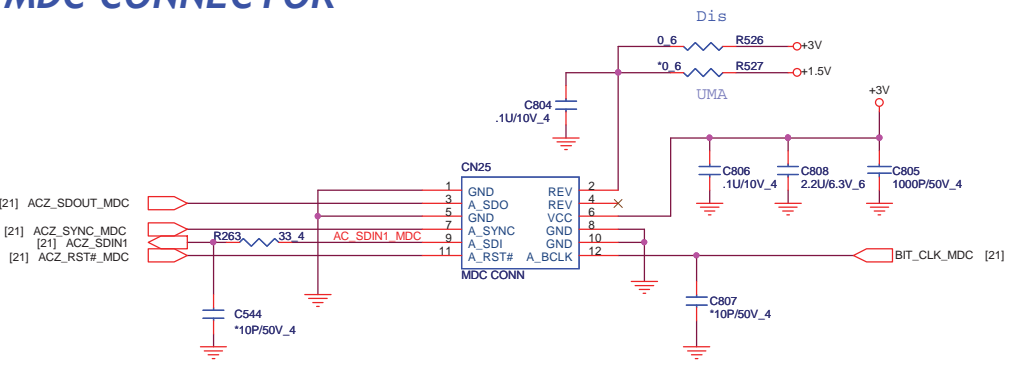 MDC CONNECTOR
Dis
0_6 R526 +3V
*0_6 R527 +1.5V
UMA
C804
.1U/10V_4
+3V
C806
.1U/10V_4
C808
2.2U/6.3V_6
C805
1000P/50V_4
CN25
1 GND REV 2
[21] ACZ_SDOUT_MDC 3 A_SDO REV 4
5 GND VCC 6
[21] ACZ_SYNC_MDC 7 A_SYNC GND 8
[21] ACZ_SDIN1 R263 33_4 AC_SDIN1_MDC 9 A_SDI GND 10
[21] ACZ_RST#_MDC 11 A_RST# A_BCLK 12 BIT_CLK_MDC [21]
MDC CONN
C544
*10P/50V_4
C807
*10P/50V_4